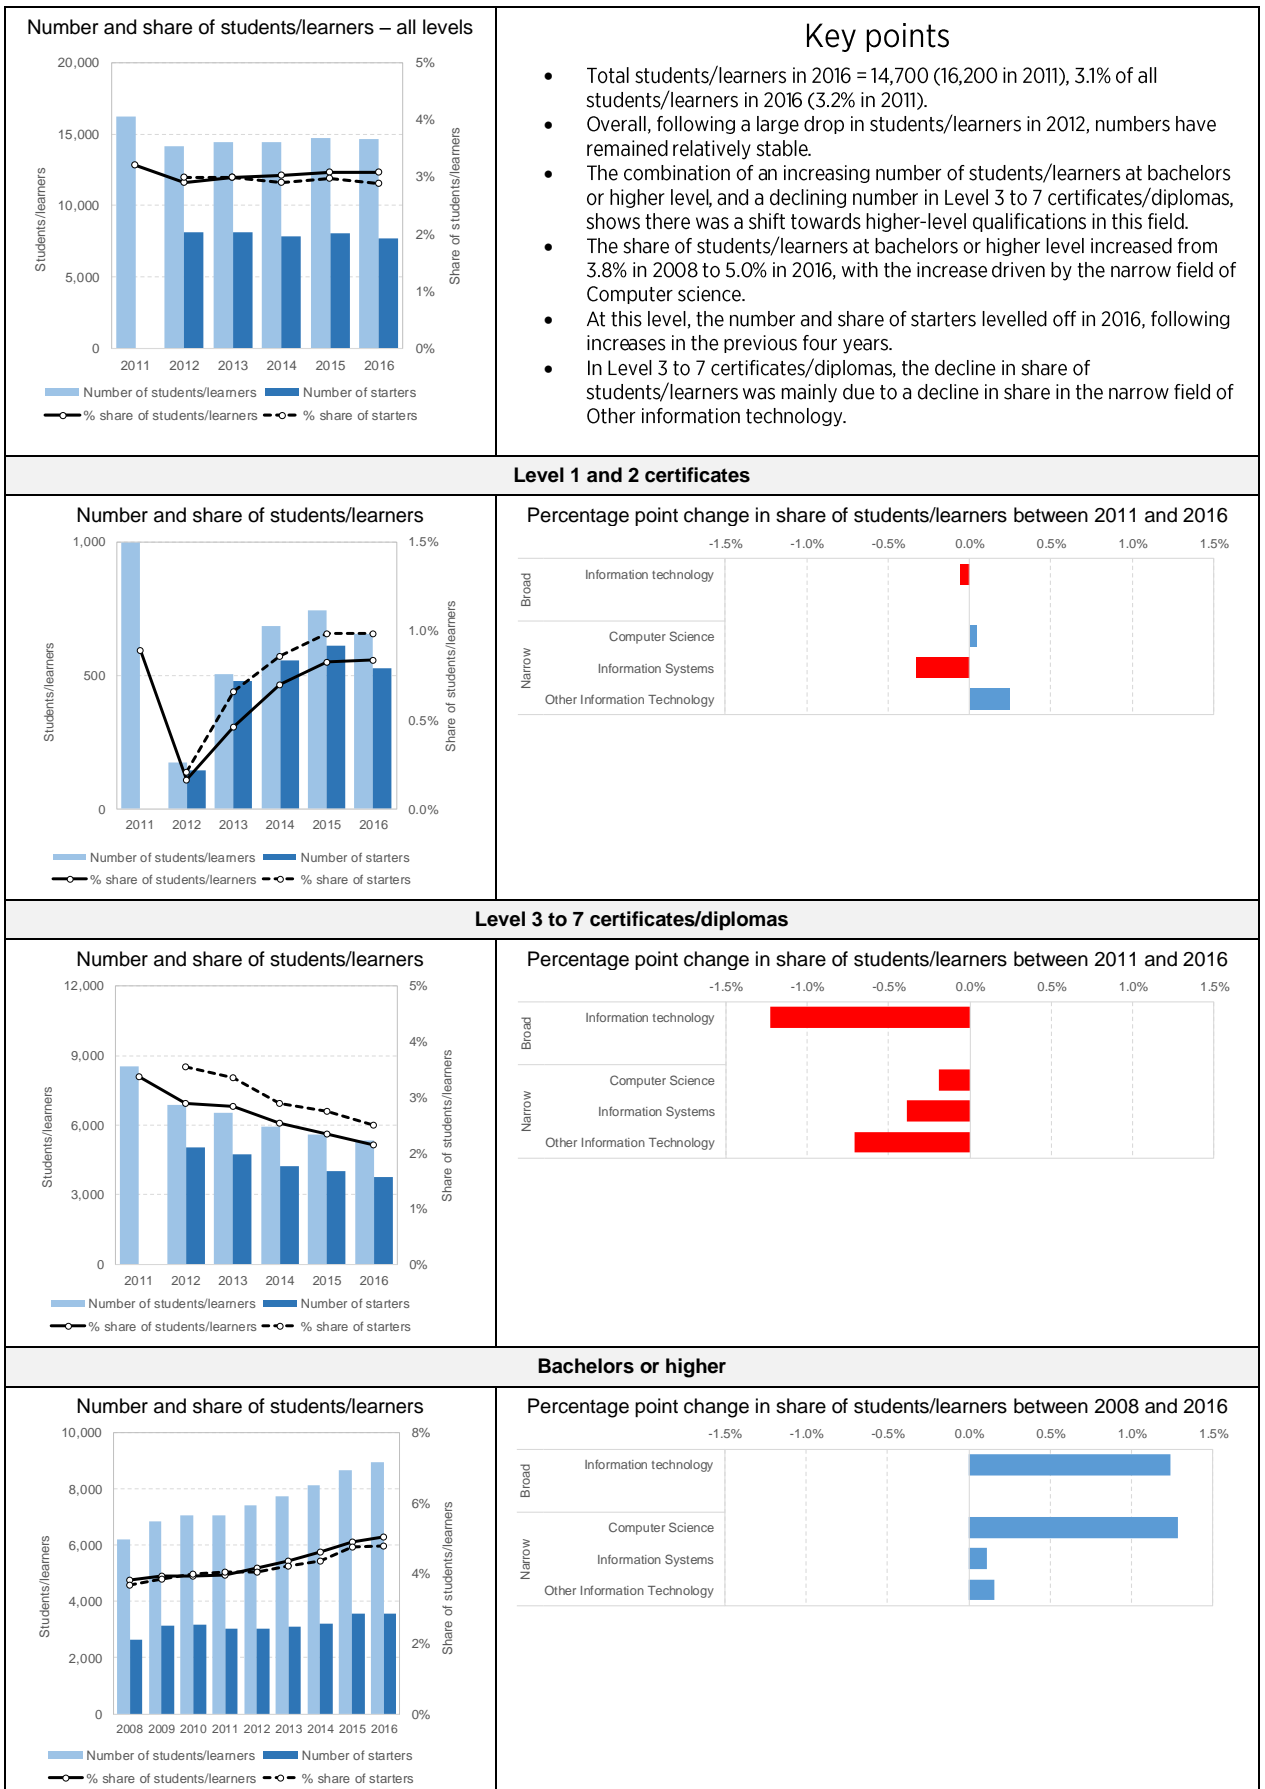 Number and share of students/learners – all levels
20,000
15,000
10,000
5,000
0
5%
4%
3%
2%
1%
0%
Students/learners
Share of students/learners
2011 2012 2013 2014 2015 2016
Number of students/learners Number of starters
% share of students/learners % share of starters
Key points
• Total students/learners in 2016 = 14,700 (16,200 in 2011), 3.1% of all
students/learners in 2016 (3.2% in 2011).
• Overall, following a large drop in students/learners in 2012, numbers have
remained relatively stable.
• The combination of an increasing number of students/learners at bachelors
or higher level, and a declining number in Level 3 to 7 certificates/diplomas,
shows there was a shift towards higher-level qualifications in this field.
• The share of students/learners at bachelors or higher level increased from
3.8% in 2008 to 5.0% in 2016, with the increase driven by the narrow field of
Computer science.
• At this level, the number and share of starters levelled off in 2016, following
increases in the previous four years.
• In Level 3 to 7 certificates/diplomas, the decline in share of
students/learners was mainly due to a decline in share in the narrow field of
Other information technology.
Level 1 and 2 certificates
Number and share of students/learners
1,000
500
0
1.5%
1.0%
0.5%
0.0%
Students/learners
Share of students/learners
2011 2012 2013 2014 2015 2016
Number of students/learners Number of starters
% share of students/learners % share of starters
Percentage point change in share of students/learners between 2011 and 2016
-1.5% -1.0% -0.5% 0.0% 0.5% 1.0% 1.5%
Broad
Information technology
Narrow
Computer Science
Information Systems
Other Information Technology
Level 3 to 7 certificates/diplomas
Number and share of students/learners
12,000
9,000
6,000
3,000
0
5%
4%
3%
2%
1%
0%
Students/learners
Share of students/learners
2011 2012 2013 2014 2015 2016
Number of students/learners Number of starters
% share of students/learners % share of starters
Percentage point change in share of students/learners between 2011 and 2016
-1.5% -1.0% -0.5% 0.0% 0.5% 1.0% 1.5%
Broad
Information technology
Narrow
Computer Science
Information Systems
Other Information Technology
Bachelors or higher
Number and share of students/learners
10,000
8,000
6,000
4,000
2,000
0
8%
6%
4%
2%
0%
Students/learners
Share of students/learners
2008 2009 2010 2011 2012 2013 2014 2015 2016
Number of students/learners Number of starters
% share of students/learners % share of starters
Percentage point change in share of students/learners between 2008 and 2016
-1.5% -1.0% -0.5% 0.0% 0.5% 1.0% 1.5%
Broad
Information technology
Narrow
Computer Science
Information Systems
Other Information Technology